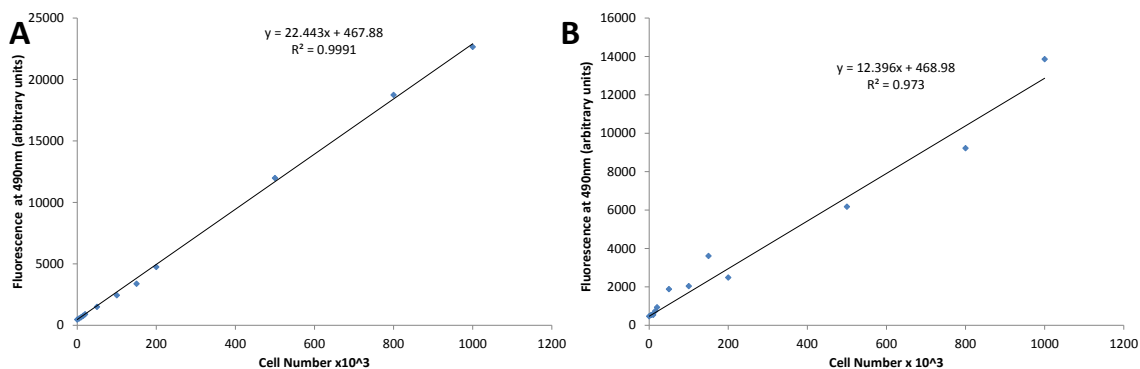 A
Fluorescence at 490nm (arbitrary units)
25000
20000
15000
10000
5000
0
y = 22.443x + 467.88
R² = 0.9991
0 200 400 600 800 1000 1200
Cell Number x10^3
B
Fluorescence at 490nm (arbitrary units)
16000
14000
12000
10000
8000
6000
4000
2000
0
y = 12.396x + 468.98
R² = 0.973
0 200 400 600 800 1000 1200
Cell Number x 10^3